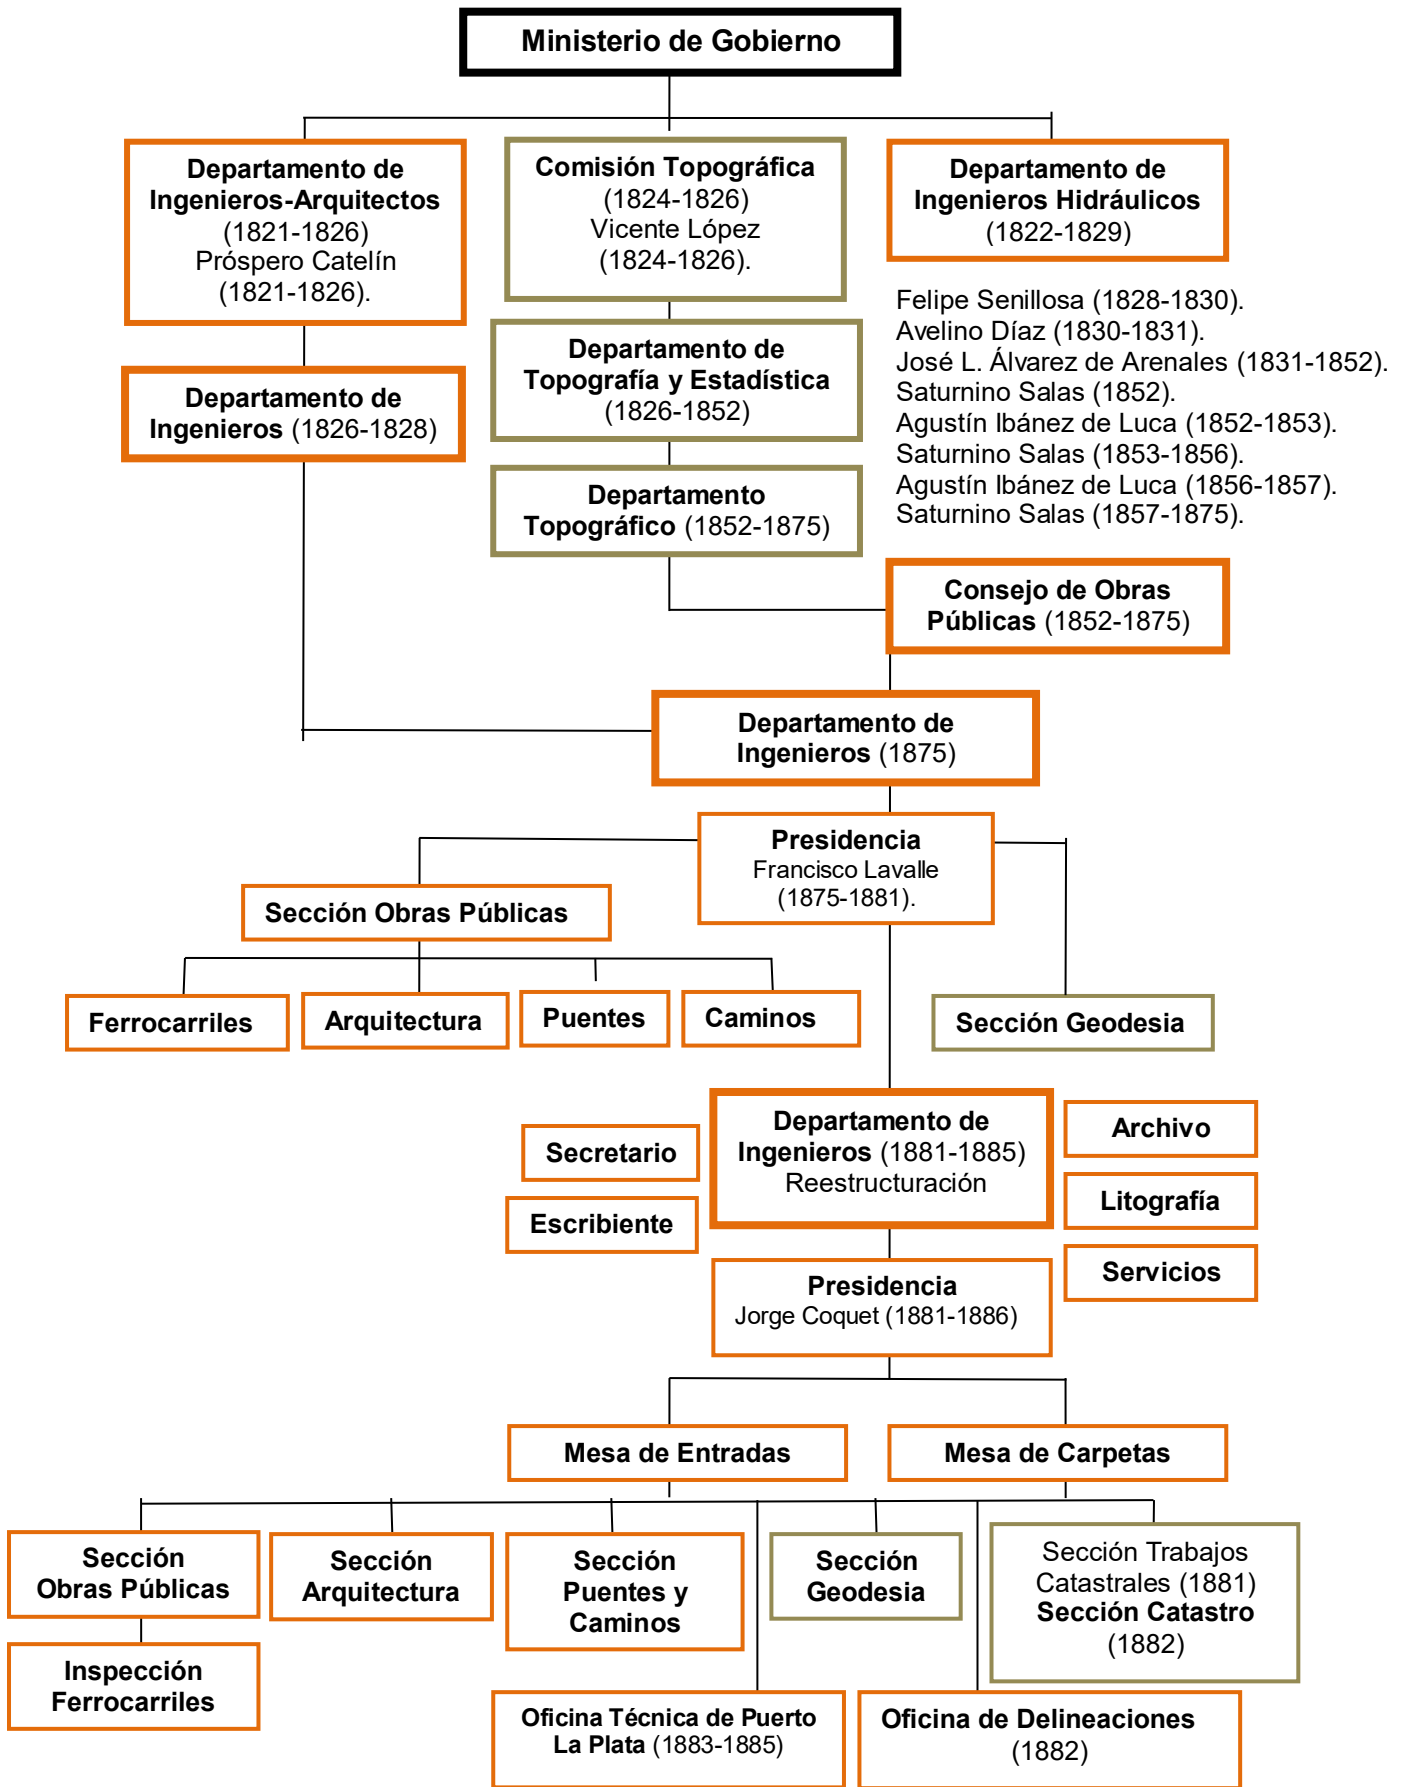 Ministerio de Gobierno
Departamento de
Ingenieros-Arquitectos
(1821-1826)
Próspero Catelín
(1821-1826).
Comisión Topográfica
(1824-1826)
Vicente López
(1824-1826).
Departamento de
Ingenieros Hidráulicos
(1822-1829)
Felipe Senillosa (1828-1830).
Avelino Díaz (1830-1831).
José L. Álvarez de Arenales (1831-1852).
Saturnino Salas (1852).
Agustín Ibánez de Luca (1852-1853).
Saturnino Salas (1853-1856).
Agustín Ibánez de Luca (1856-1857).
Saturnino Salas (1857-1875).
Departamento de
Topografía y Estadística
(1826-1852)
Departamento de
Ingenieros (1826-1828)
Departamento
Topográfico (1852-1875)
Consejo de Obras
Públicas (1852-1875)
Departamento de
Ingenieros (1875)
Presidencia
Francisco Lavalle
(1875-1881).
Sección Obras Públicas
Ferrocarriles
Arquitectura
Puentes
Caminos
Sección Geodesia
Departamento de
Ingenieros (1881-1885)
Reestructuración
Secretario
Escribiente
Archivo
Litografía
Servicios
Presidencia
Jorge Coquet (1881-1886)
Mesa de Entradas
Mesa de Carpetas
Sección
Obras Públicas
Sección
Arquitectura
Sección
Puentes y
Caminos
Sección
Geodesia
Sección Trabajos
Catastrales (1881)
Sección Catastro
(1882)
Inspección
Ferrocarriles
Oficina Técnica de Puerto
La Plata (1883-1885)
Oficina de Delineaciones
(1882)